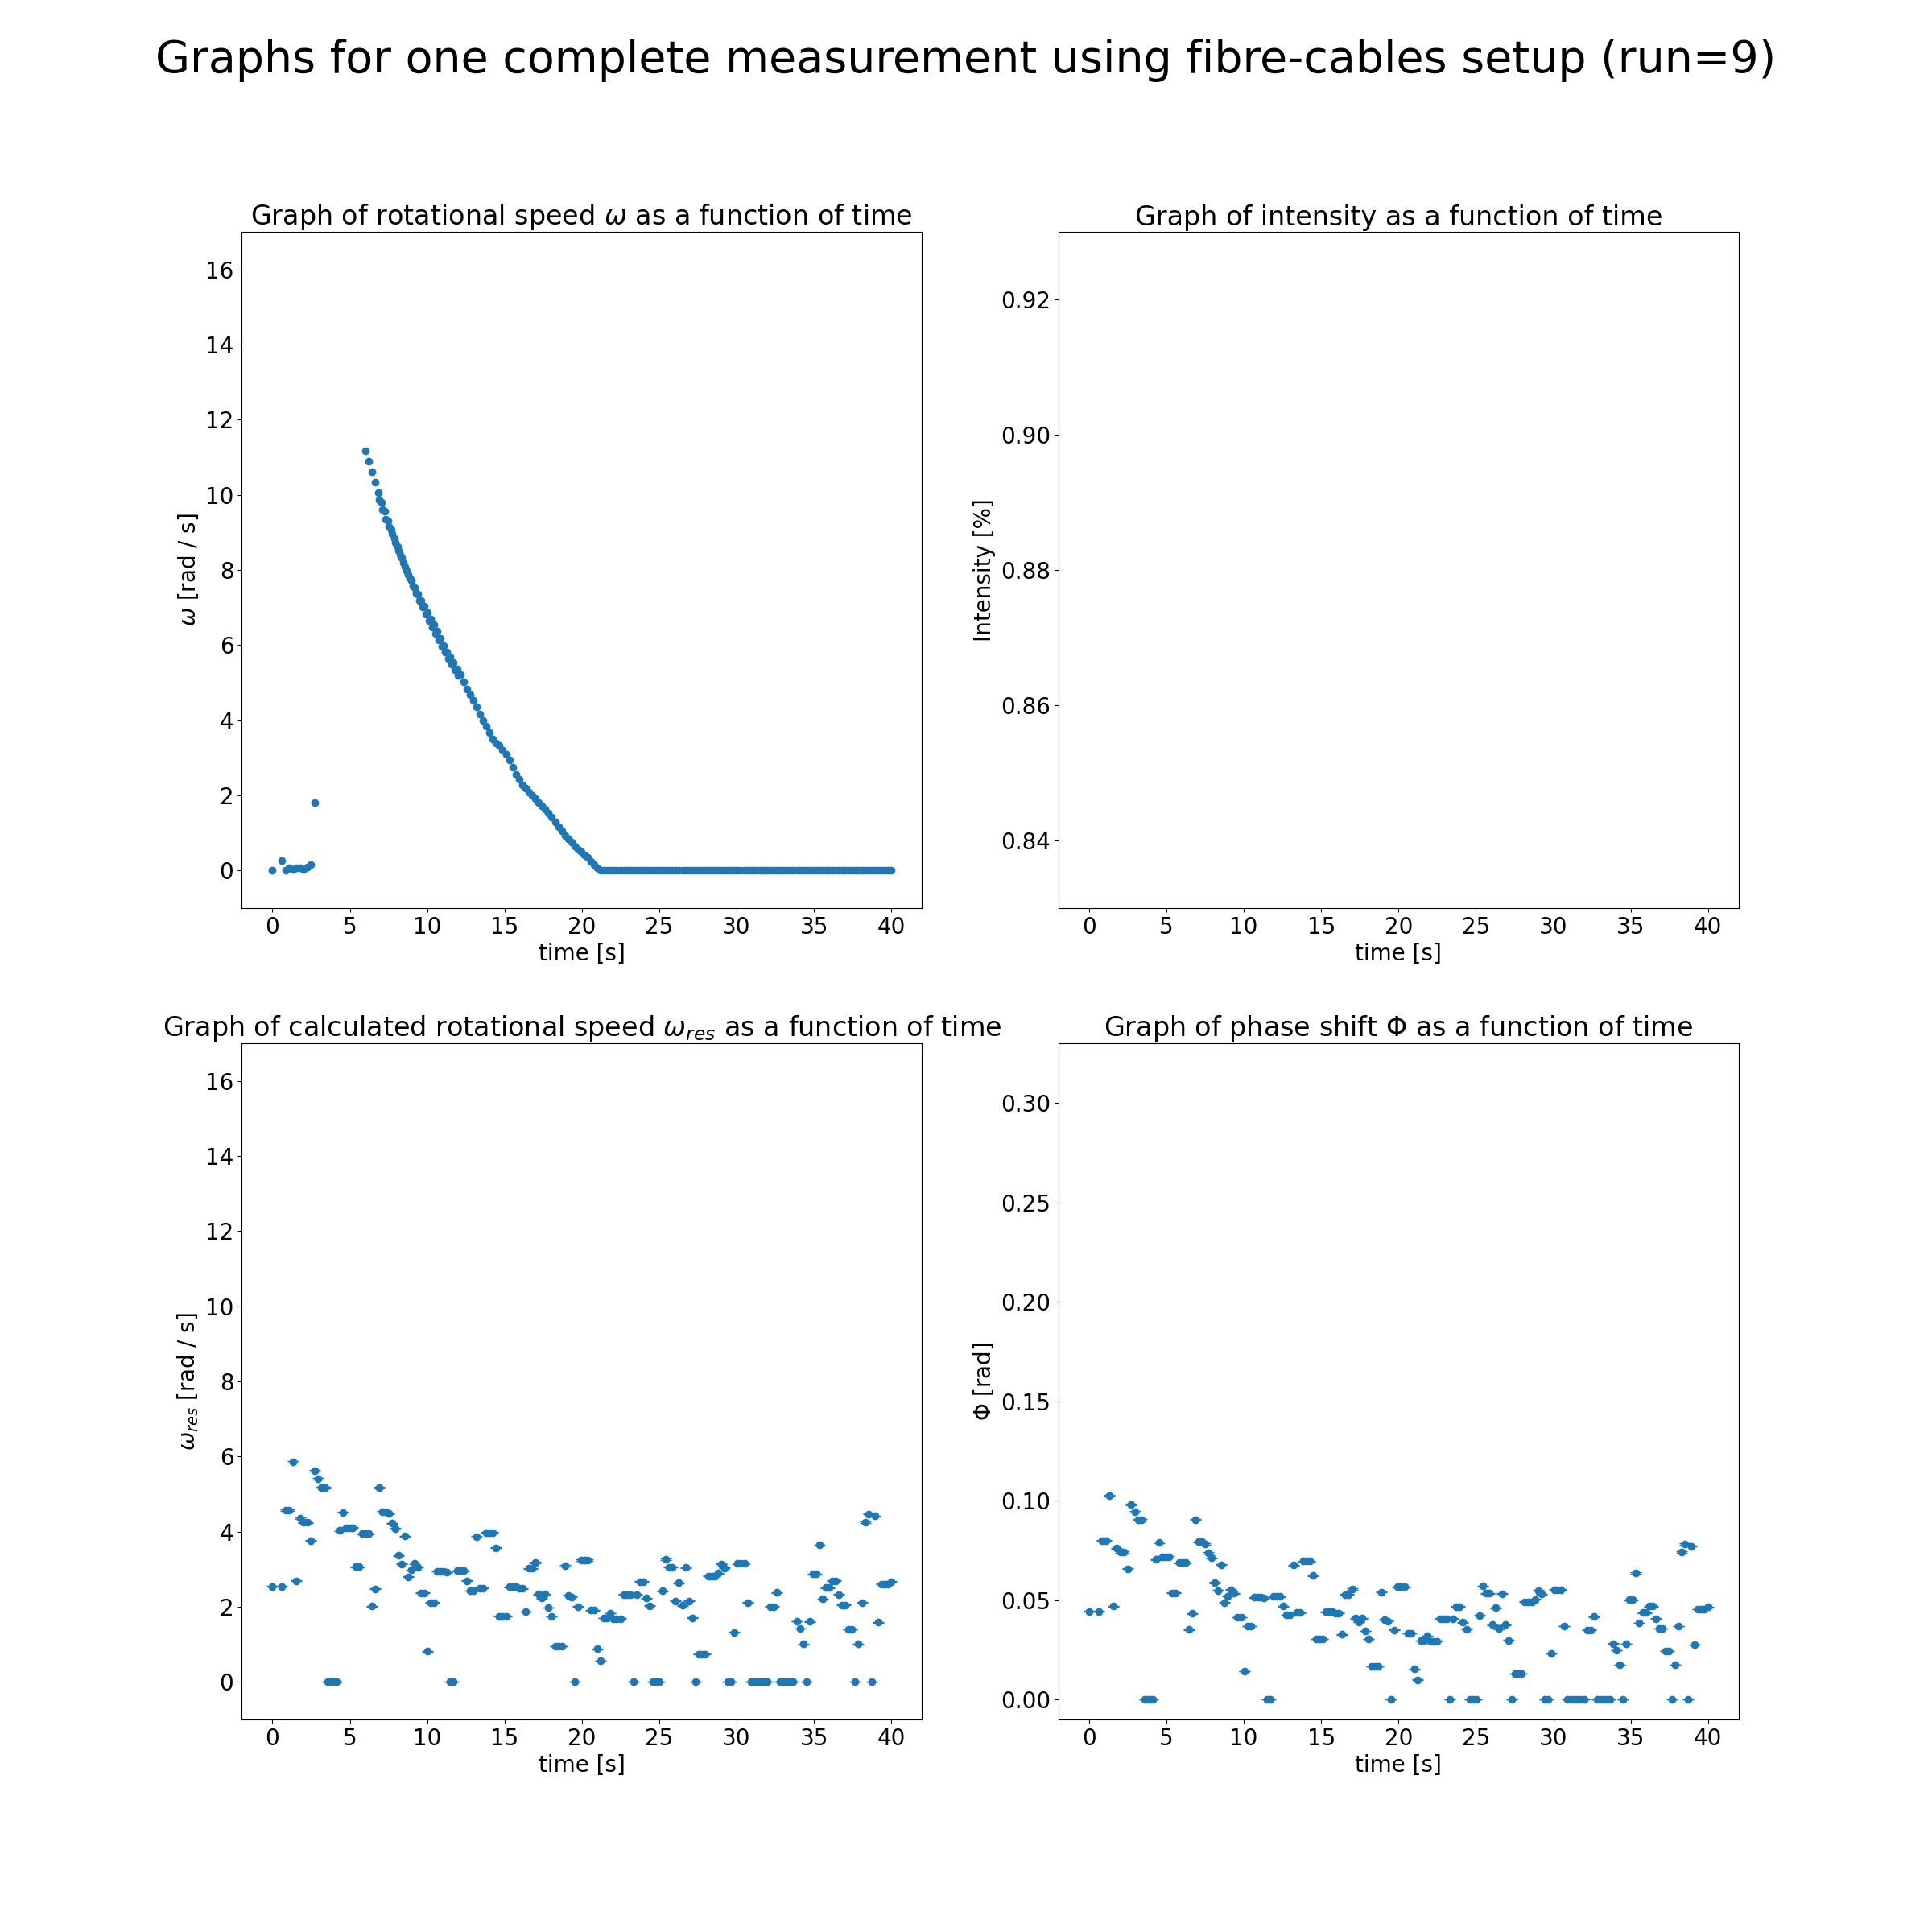 Graphs for one complete measurement using fibre-cables setup (run=9)
Graph of rotational speed ω as a function of time
16
14
12
10
8
6
4
2
0
ω [rad / s]
0 5 10 15 20 25 30 35 40
time [s]
Graph of intensity as a function of time
0.92
0.90
0.88
0.86
0.84
Intensity [%]
0 5 10 15 20 25 30 35 40
time [s]
Graph of calculated rotational speed ω_res as a function of time
16
14
12
10
8
6
4
2
0
ω_res [rad / s]
0 5 10 15 20 25 30 35 40
time [s]
Graph of phase shift Φ as a function of time
0.30
0.25
0.20
0.15
0.10
0.05
0.00
Φ [rad]
0 5 10 15 20 25 30 35 40
time [s]